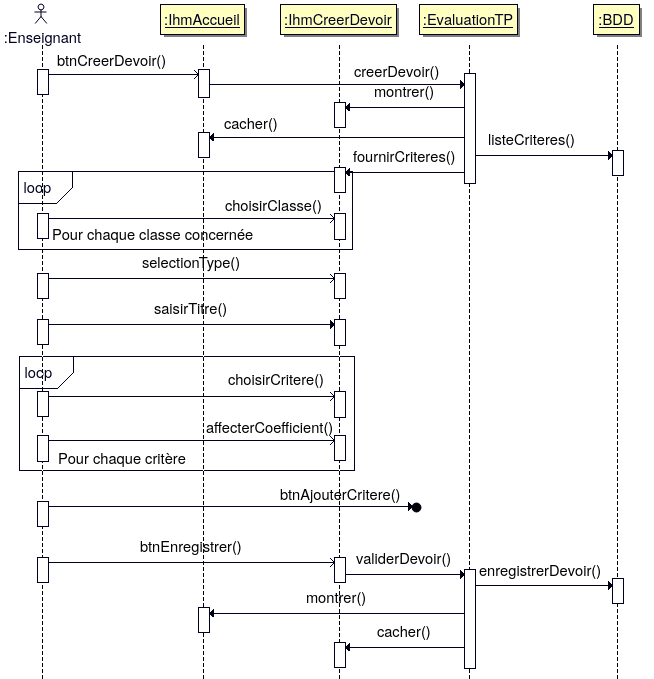 :Enseignant
:IhmAccueil
:IhmCreerDevoir
:EvaluationTP
:BDD
btnCreerDevoir()
creerDevoir()
montrer()
cacher()
listeCriteres()
fournirCriteres()
loop
choisirClasse()
Pour chaque classe concernée
selectionType()
saisirTitre()
loop
choisirCritere()
affecterCoefficient()
Pour chaque critère
btnAjouterCritere()
btnEnregistrer()
validerDevoir()
enregistrerDevoir()
montrer()
cacher()